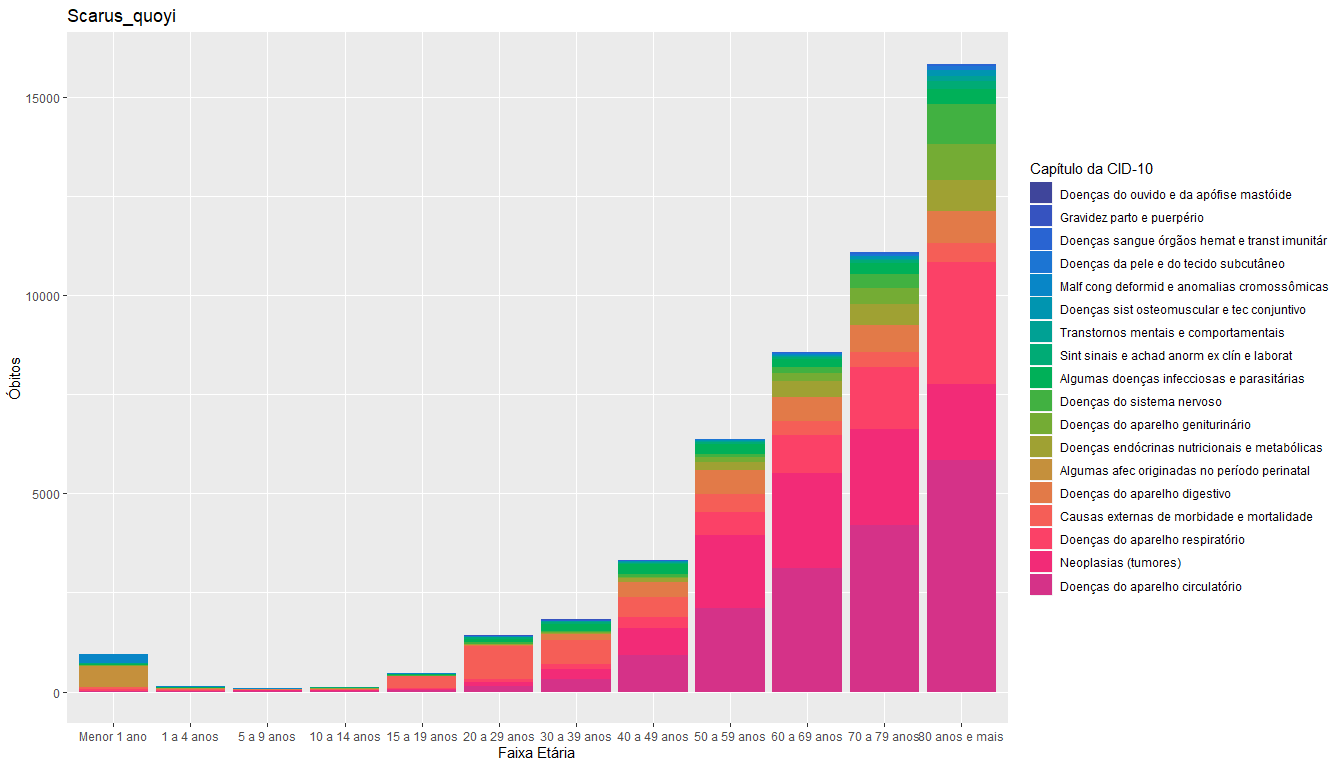 Scarus_quoyi
Óbitos
15000
10000
5000
0
Menor 1 ano
1 a 4 anos
5 a 9 anos
10 a 14 anos
15 a 19 anos
20 a 29 anos
30 a 39 anos
40 a 49 anos
50 a 59 anos
60 a 69 anos
70 a 79 anos
80 anos e mais
Faixa Etária
Capítulo da CID-10
Doenças do ouvido e da apófise mastóide
Gravidez parto e puerpério
Doenças sangue órgãos hemat e transt imunitár
Doenças da pele e do tecido subcutâneo
Malf cong deformid e anomalias cromossômicas
Doenças sist osteomuscular e tec conjuntivo
Transtornos mentais e comportamentais
Sint sinais e achad anorm ex clín e laborat
Algumas doenças infecciosas e parasitárias
Doenças do sistema nervoso
Doenças do aparelho geniturinário
Doenças endócrinas nutricionais e metabólicas
Algumas afec originadas no período perinatal
Doenças do aparelho digestivo
Causas externas de morbidade e mortalidade
Doenças do aparelho respiratório
Neoplasias (tumores)
Doenças do aparelho circulatório